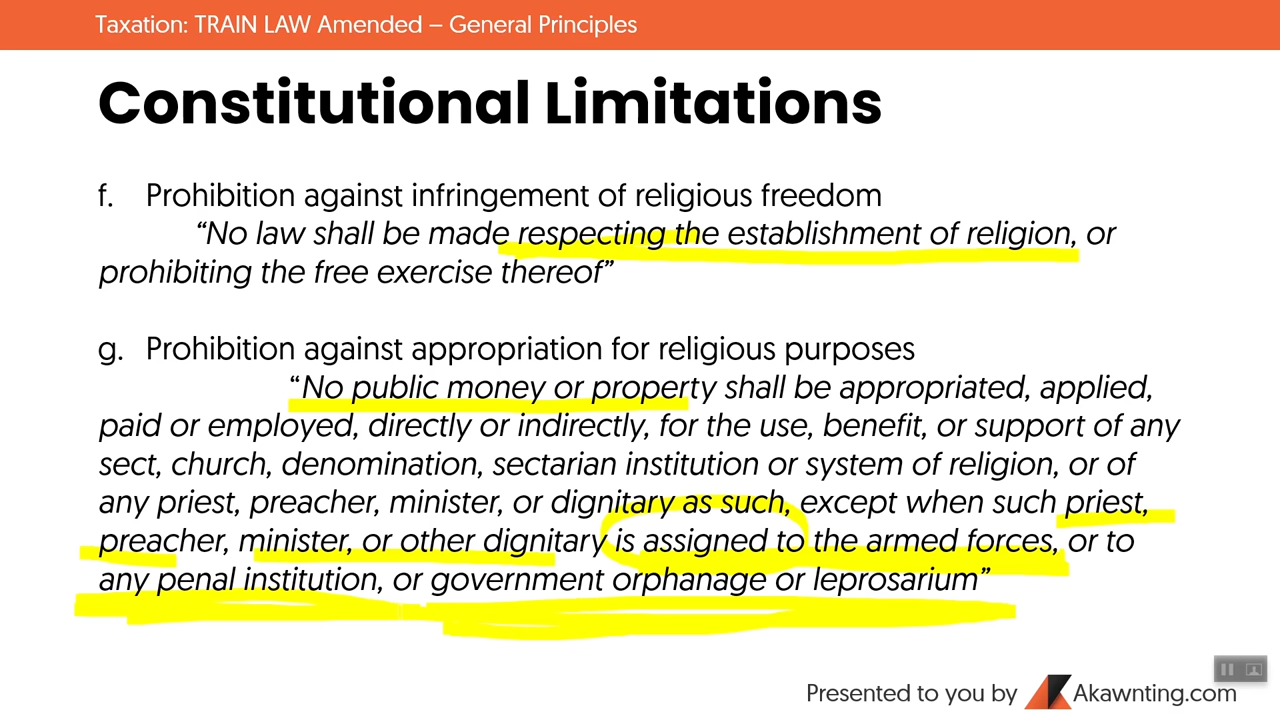 Taxation: TRAIN LAW Amended – General Principles
Constitutional Limitations
f. Prohibition against infringement of religious freedom
“No law shall be made respecting the establishment of religion, or
prohibiting the free exercise thereof”
g. Prohibition against appropriation for religious purposes
“No public money or property shall be appropriated, applied,
paid or employed, directly or indirectly, for the use, benefit, or support of any
sect, church, denomination, sectarian institution or system of religion, or of
any priest, preacher, minister, or dignitary as such, except when such priest,
preacher, minister, or other dignitary is assigned to the armed forces, or to
any penal institution, or government orphanage or leprosarium”
Presented to you by Akawnting.com